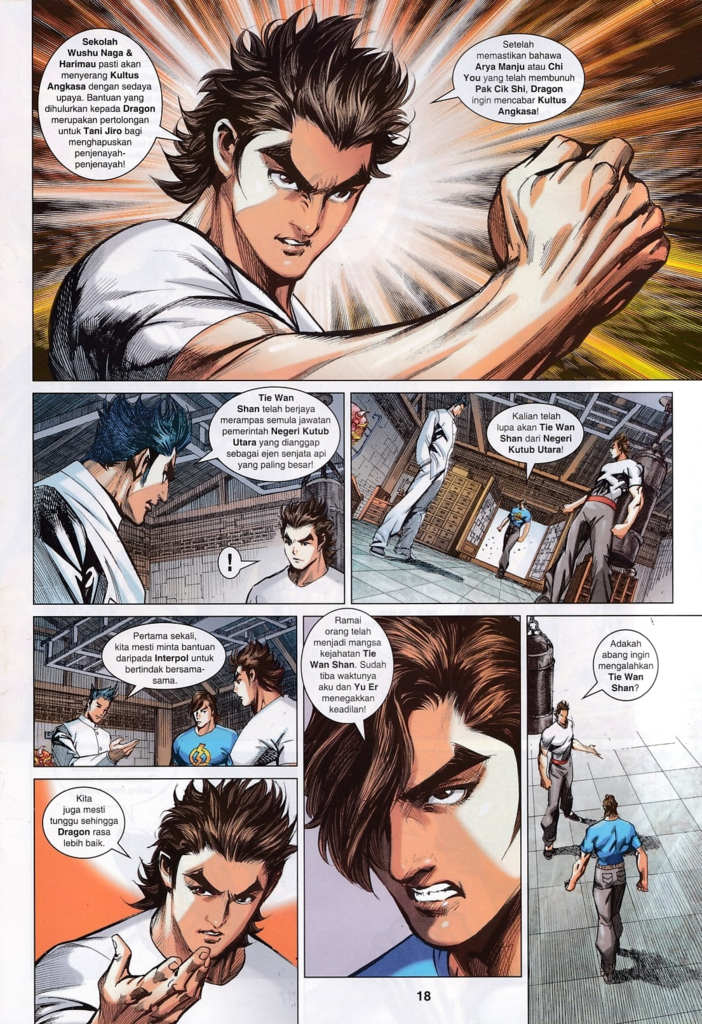 Sekolah
Wushu Naga &
Harimau pasti akan
menyerang Kultus
Angkasa dengan sedaya
upaya. Bantuan yang
dihulurkan kepada Dragon
merupakan pertolongan
untuk Tani Jiro bagi
menghapuskan
penjenayah-
penjenayah!
Setelah
memastikan bahawa
Arya Manju atau Chi
You yang telah membunuh
Pak Cik Shi, Dragon
ingin mencabar Kultus
Angkasa!
Tie Wan
Shan telah berjaya
merampas semula jawatan
pemerintah Negeri Kutub
Utara yang dianggap
sebagai ejen senjata api
yang paling besar!
!
Kalian telah
lupa akan Tie Wan
Shan dari Negeri
Kutub Utara!
Pertama sekali,
kita mesti minta bantuan
daripada Interpol untuk
bertindak bersama-
sama.
Kita
juga mesti
tunggu sehingga
Dragon rasa
lebih baik.
Ramai
orang telah
menjadi mangsa
kejahatan Tie
Wan Shan. Sudah
tiba waktunya
aku dan Yu Er
menegakkan
keadilan!
Adakah
abang ingin
mengalahkan
Tie Wan
Shan?
18